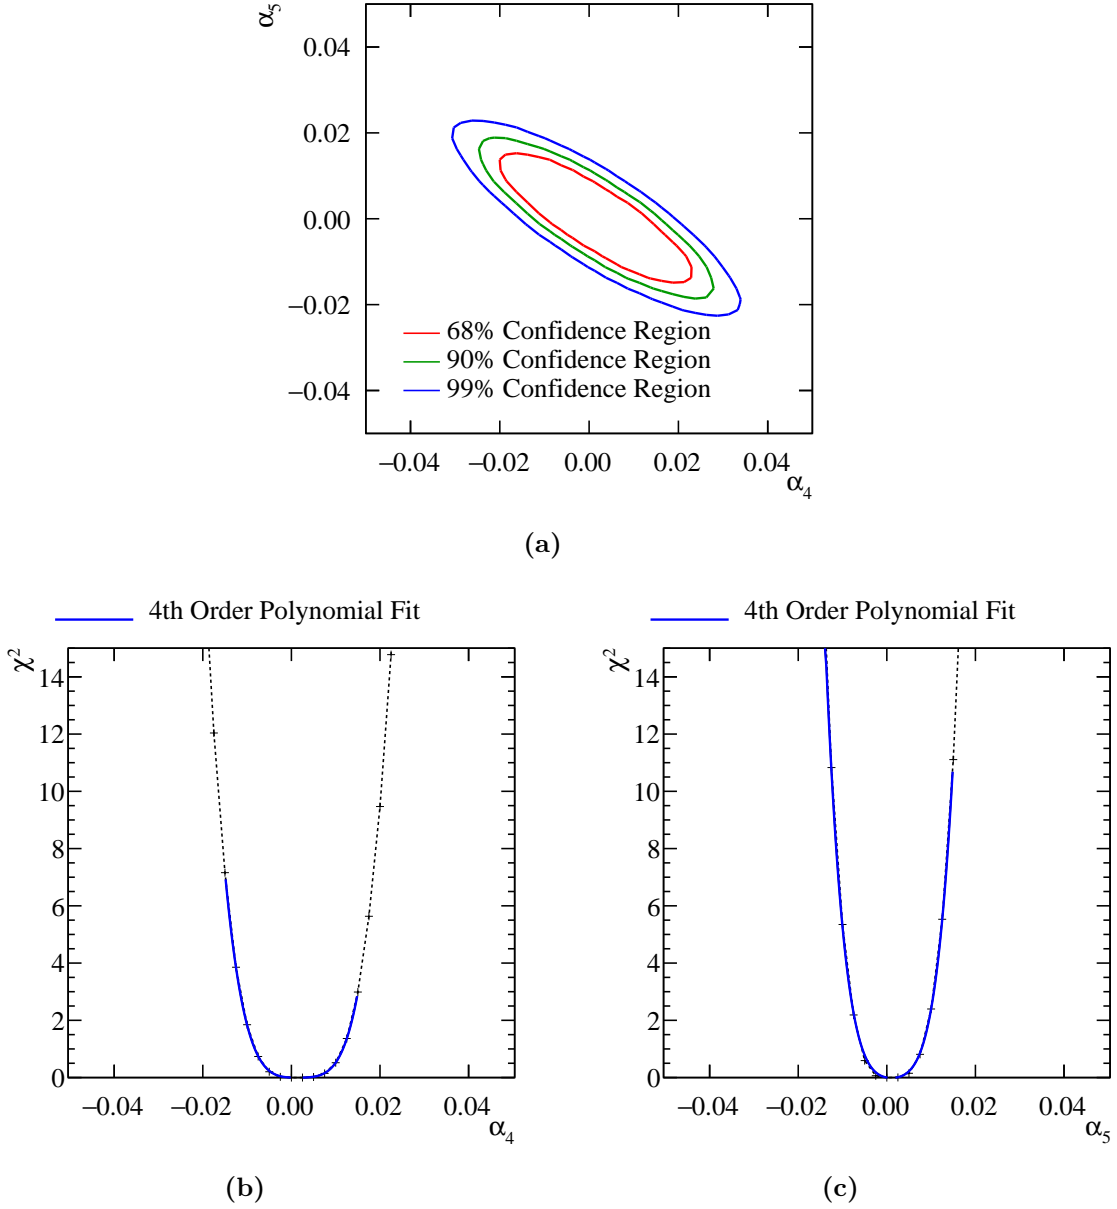 α5
0.04
0.02
0.00
−0.02
−0.04
68% Confidence Region
90% Confidence Region
99% Confidence Region
−0.04 −0.02 0.00 0.02 0.04
α4
(a)
4th Order Polynomial Fit
χ2
14
12
10
8
6
4
2
0
−0.04 −0.02 0.00 0.02 0.04
α4
(b)
4th Order Polynomial Fit
χ2
14
12
10
8
6
4
2
0
−0.04 −0.02 0.00 0.02 0.04
α5
(c)